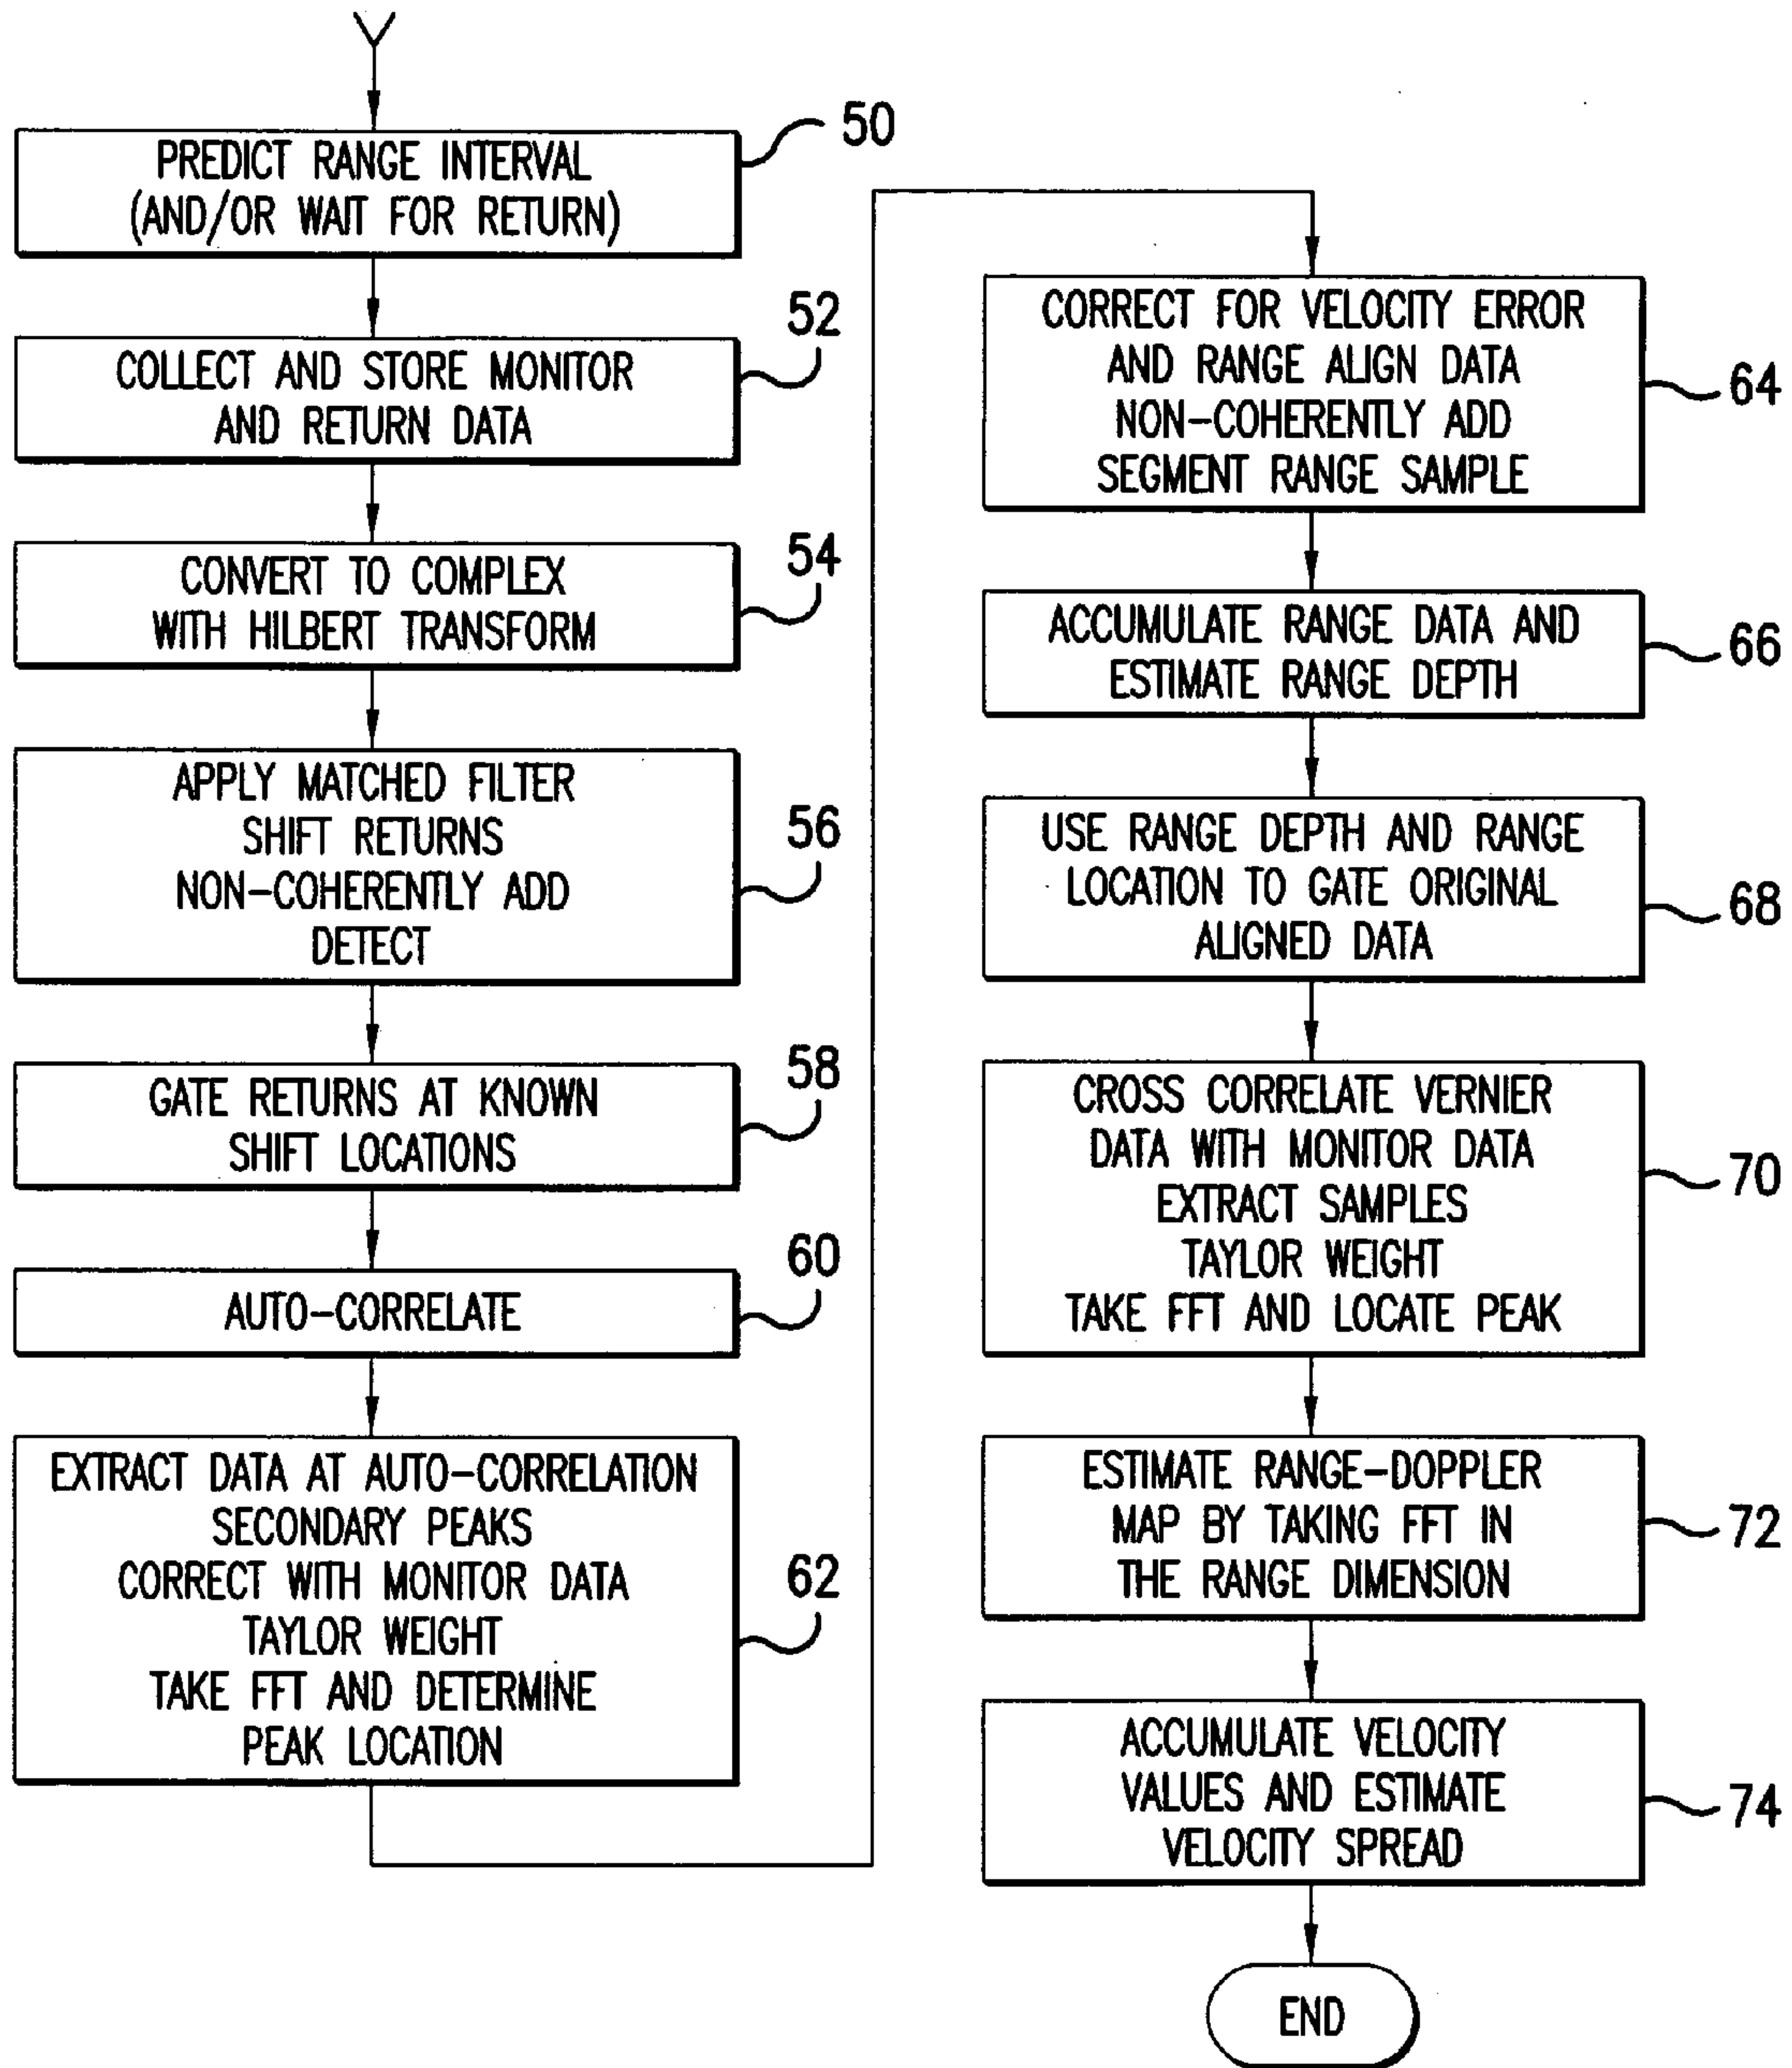 PREDICT RANGE INTERVAL
(AND/OR WAIT FOR RETURN)
50
COLLECT AND STORE MONITOR
AND RETURN DATA
52
CONVERT TO COMPLEX
WITH HILBERT TRANSFORM
54
APPLY MATCHED FILTER
SHIFT RETURNS
NON-COHERENTLY ADD
DETECT
56
GATE RETURNS AT KNOWN
SHIFT LOCATIONS
58
AUTO-CORRELATE
60
EXTRACT DATA AT AUTO-CORRELATION
SECONDARY PEAKS
CORRECT WITH MONITOR DATA
TAYLOR WEIGHT
TAKE FFT AND DETERMINE
PEAK LOCATION
62
CORRECT FOR VELOCITY ERROR
AND RANGE ALIGN DATA
NON-COHERENTLY ADD
SEGMENT RANGE SAMPLE
64
ACCUMULATE RANGE DATA AND
ESTIMATE RANGE DEPTH
66
USE RANGE DEPTH AND RANGE
LOCATION TO GATE ORIGINAL
ALIGNED DATA
68
CROSS CORRELATE VERNIER
DATA WITH MONITOR DATA
EXTRACT SAMPLES
TAYLOR WEIGHT
TAKE FFT AND LOCATE PEAK
70
ESTIMATE RANGE-DOPPLER
MAP BY TAKING FFT IN
THE RANGE DIMENSION
72
ACCUMULATE VELOCITY
VALUES AND ESTIMATE
VELOCITY SPREAD
74
END